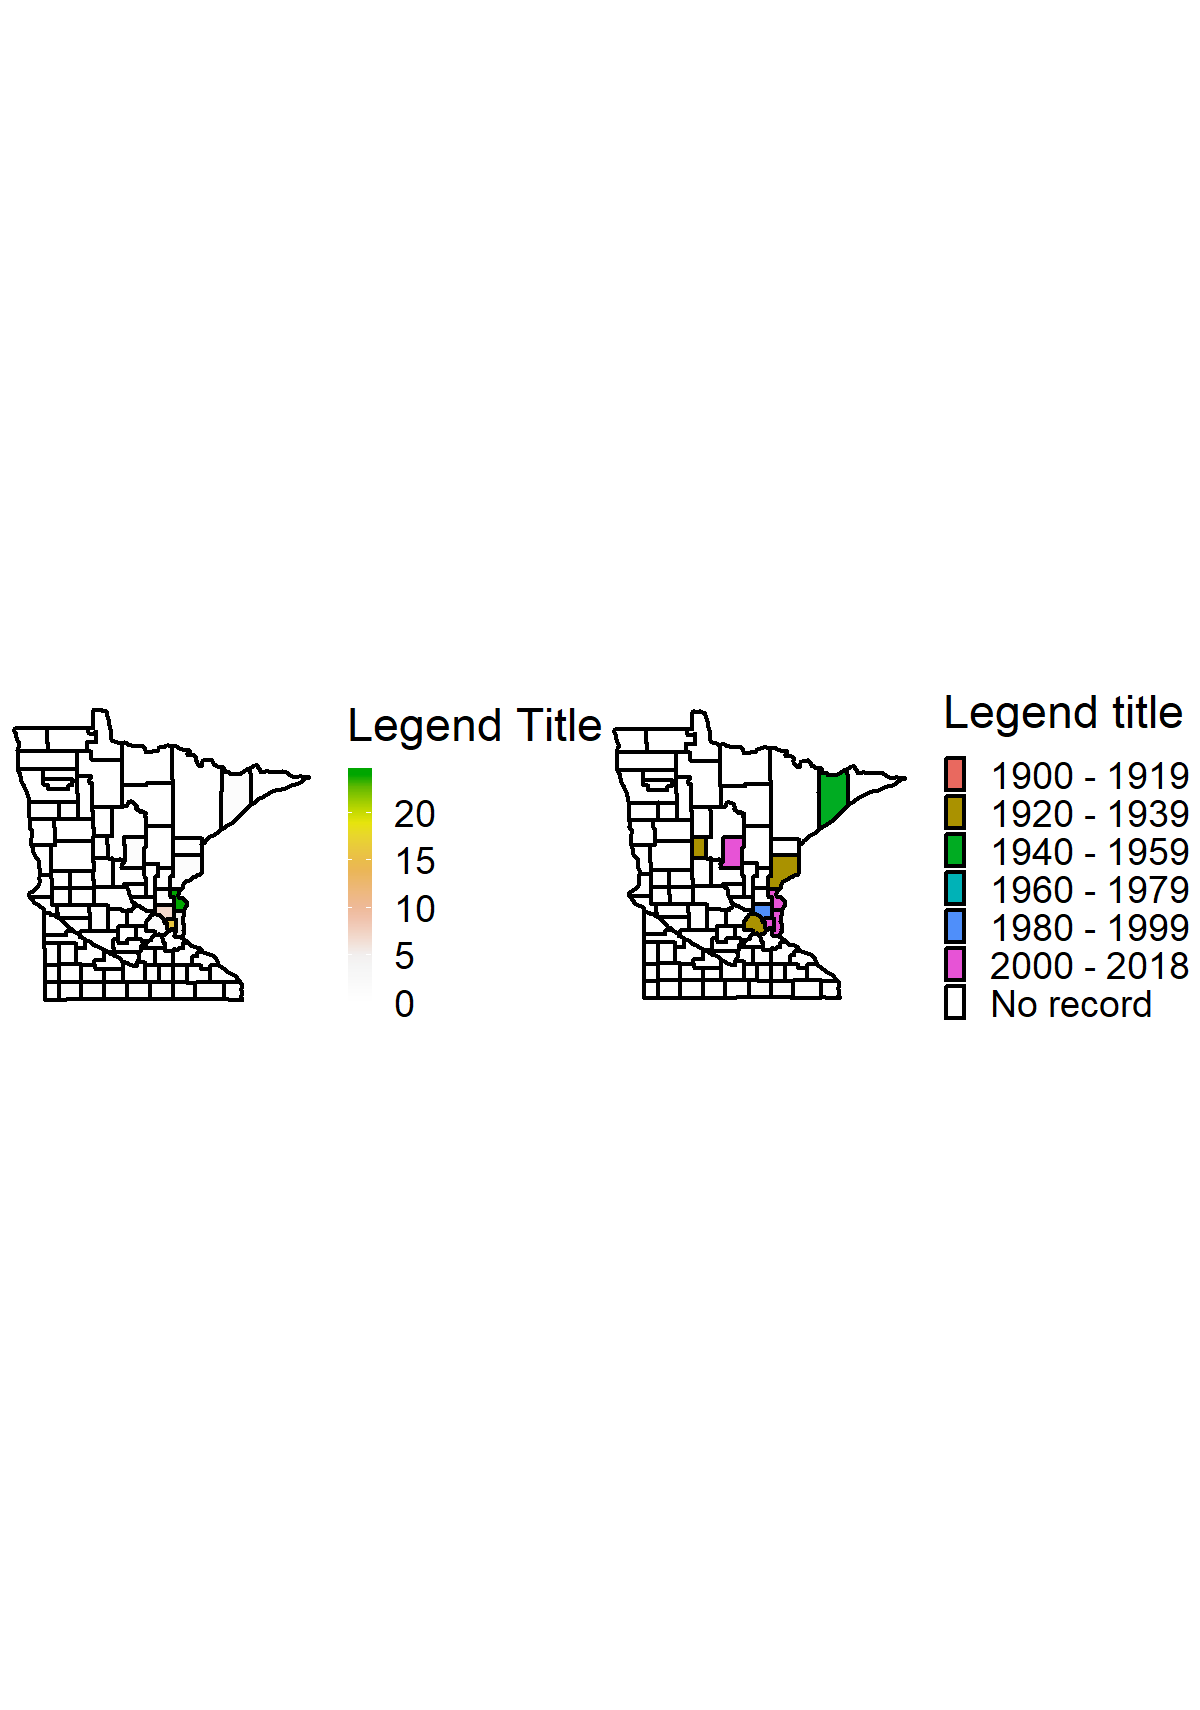 Legend Title
20
15
10
5
0
Legend title
1900 - 1919
1920 - 1939
1940 - 1959
1960 - 1979
1980 - 1999
2000 - 2018
No record